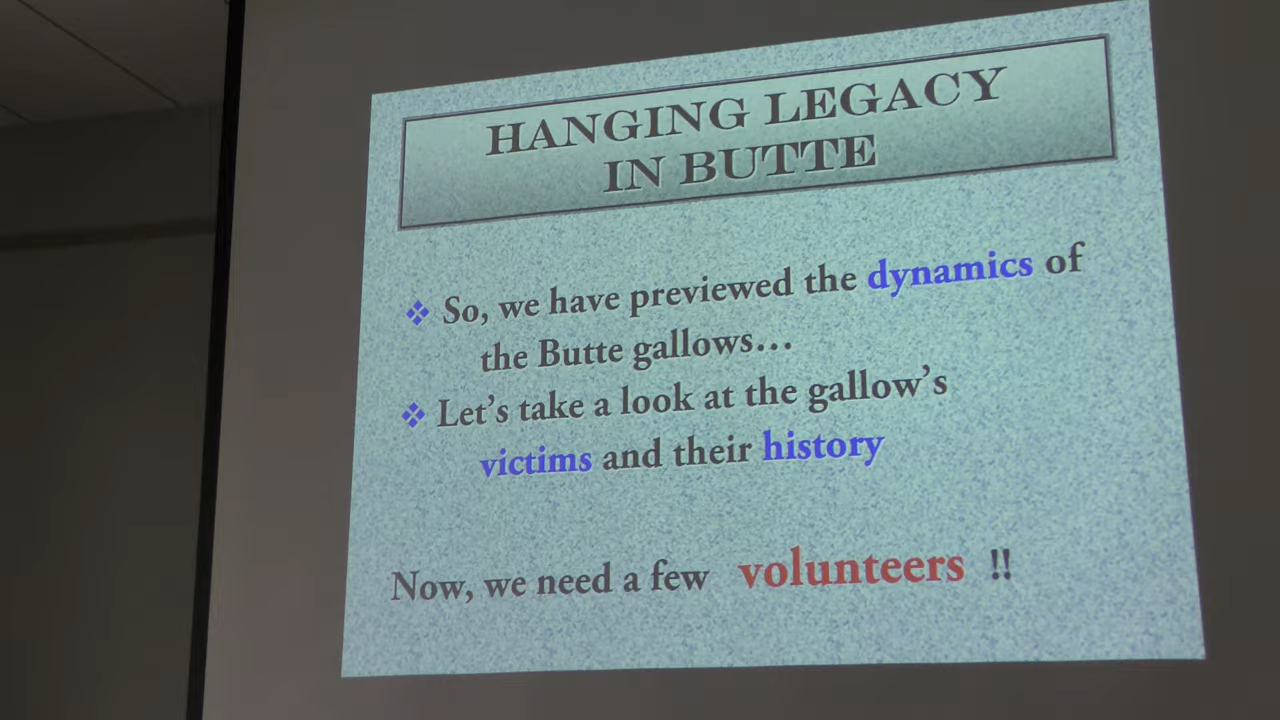 HANGING LEGACY
IN BUTTE
❖ So, we have previewed the dynamics of
the Butte gallows...
❖ Let's take a look at the gallow's
victims and their history
Now, we need a few volunteers !!